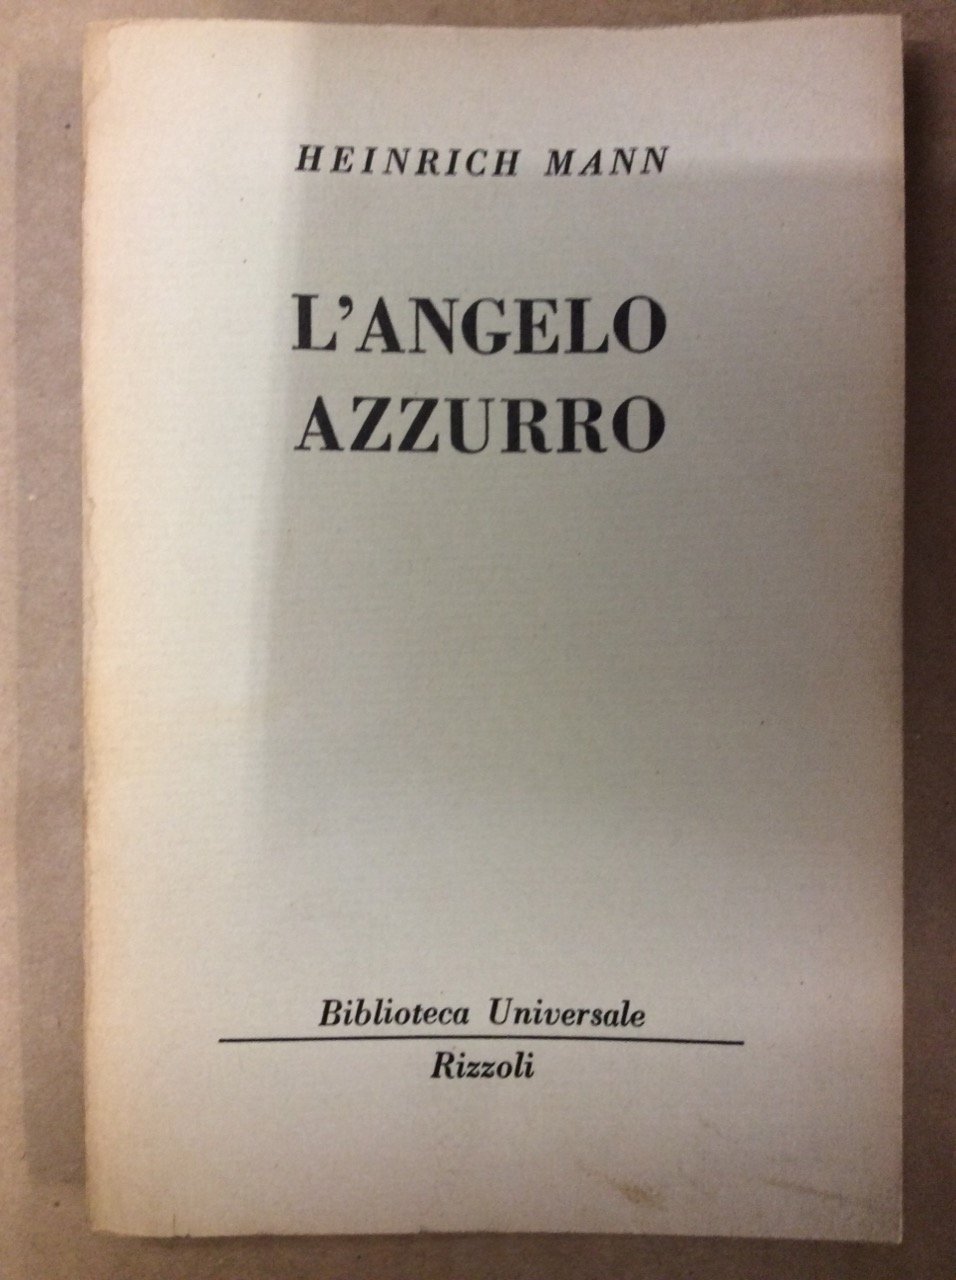 HEINRICH MANN
L'ANGELO
AZZURRO
Biblioteca Universale
Rizzoli